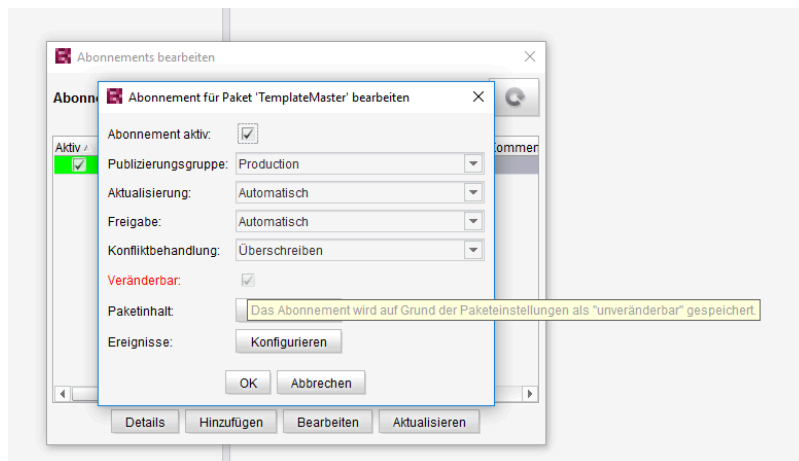 Abonnements bearbeiten
Abonn
Abonnement für Paket 'TemplateMaster' bearbeiten
Abonnement aktiv:
Aktiv
Kommen
Publizierungsgruppe: Production
Aktualisierung: Automatisch
Freigabe: Automatisch
Konfliktbehandlung: Überschreiben
Veränderbar:
Paketinhalt:
Das Abonnement wird auf Grund der Paketeinstellungen als "unveränderbar" gespeichert.
Ereignisse: Konfigurieren
OK Abbrechen
Details Hinzufügen Bearbeiten Aktualisieren